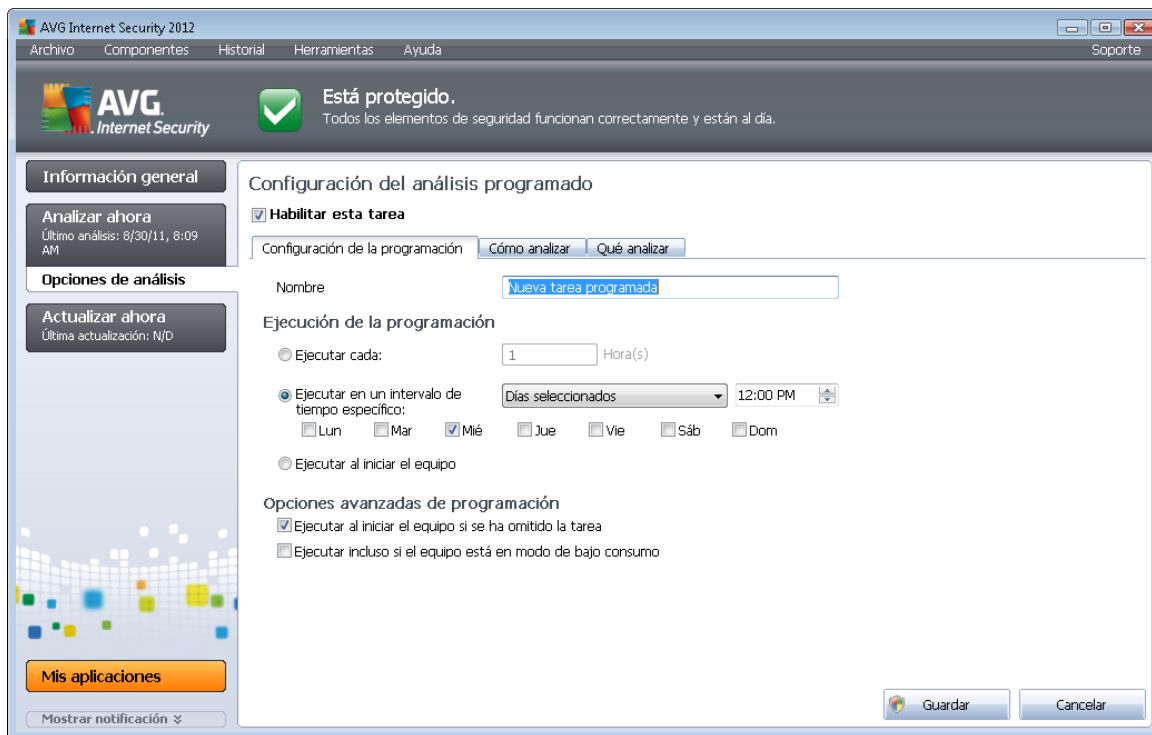 AVG Internet Security 2012
Archivo Componentes Historial Herramientas Ayuda Soporte
AVG.
Internet Security
Está protegido.
Todos los elementos de seguridad funcionan correctamente y están al día.
Información general
Analizar ahora
Último análisis: 8/30/11, 8:09
AM
Opciones de análisis
Actualizar ahora
Última actualización: N/D
Mis aplicaciones
Mostrar notificación
Configuración del análisis programado
Habilitar esta tarea
Configuración de la programación Cómo analizar Qué analizar
Nombre Nueva tarea programada
Ejecución de la programación
Ejecutar cada: 1 Hora(s)
Ejecutar en un intervalo de
tiempo específico:
Días seleccionados 12:00 PM
Lun Mar Mié Jue Vie Sáb Dom
Ejecutar al iniciar el equipo
Opciones avanzadas de programación
Ejecutar al iniciar el equipo si se ha omitido la tarea
Ejecutar incluso si el equipo está en modo de bajo consumo
Guardar Cancelar